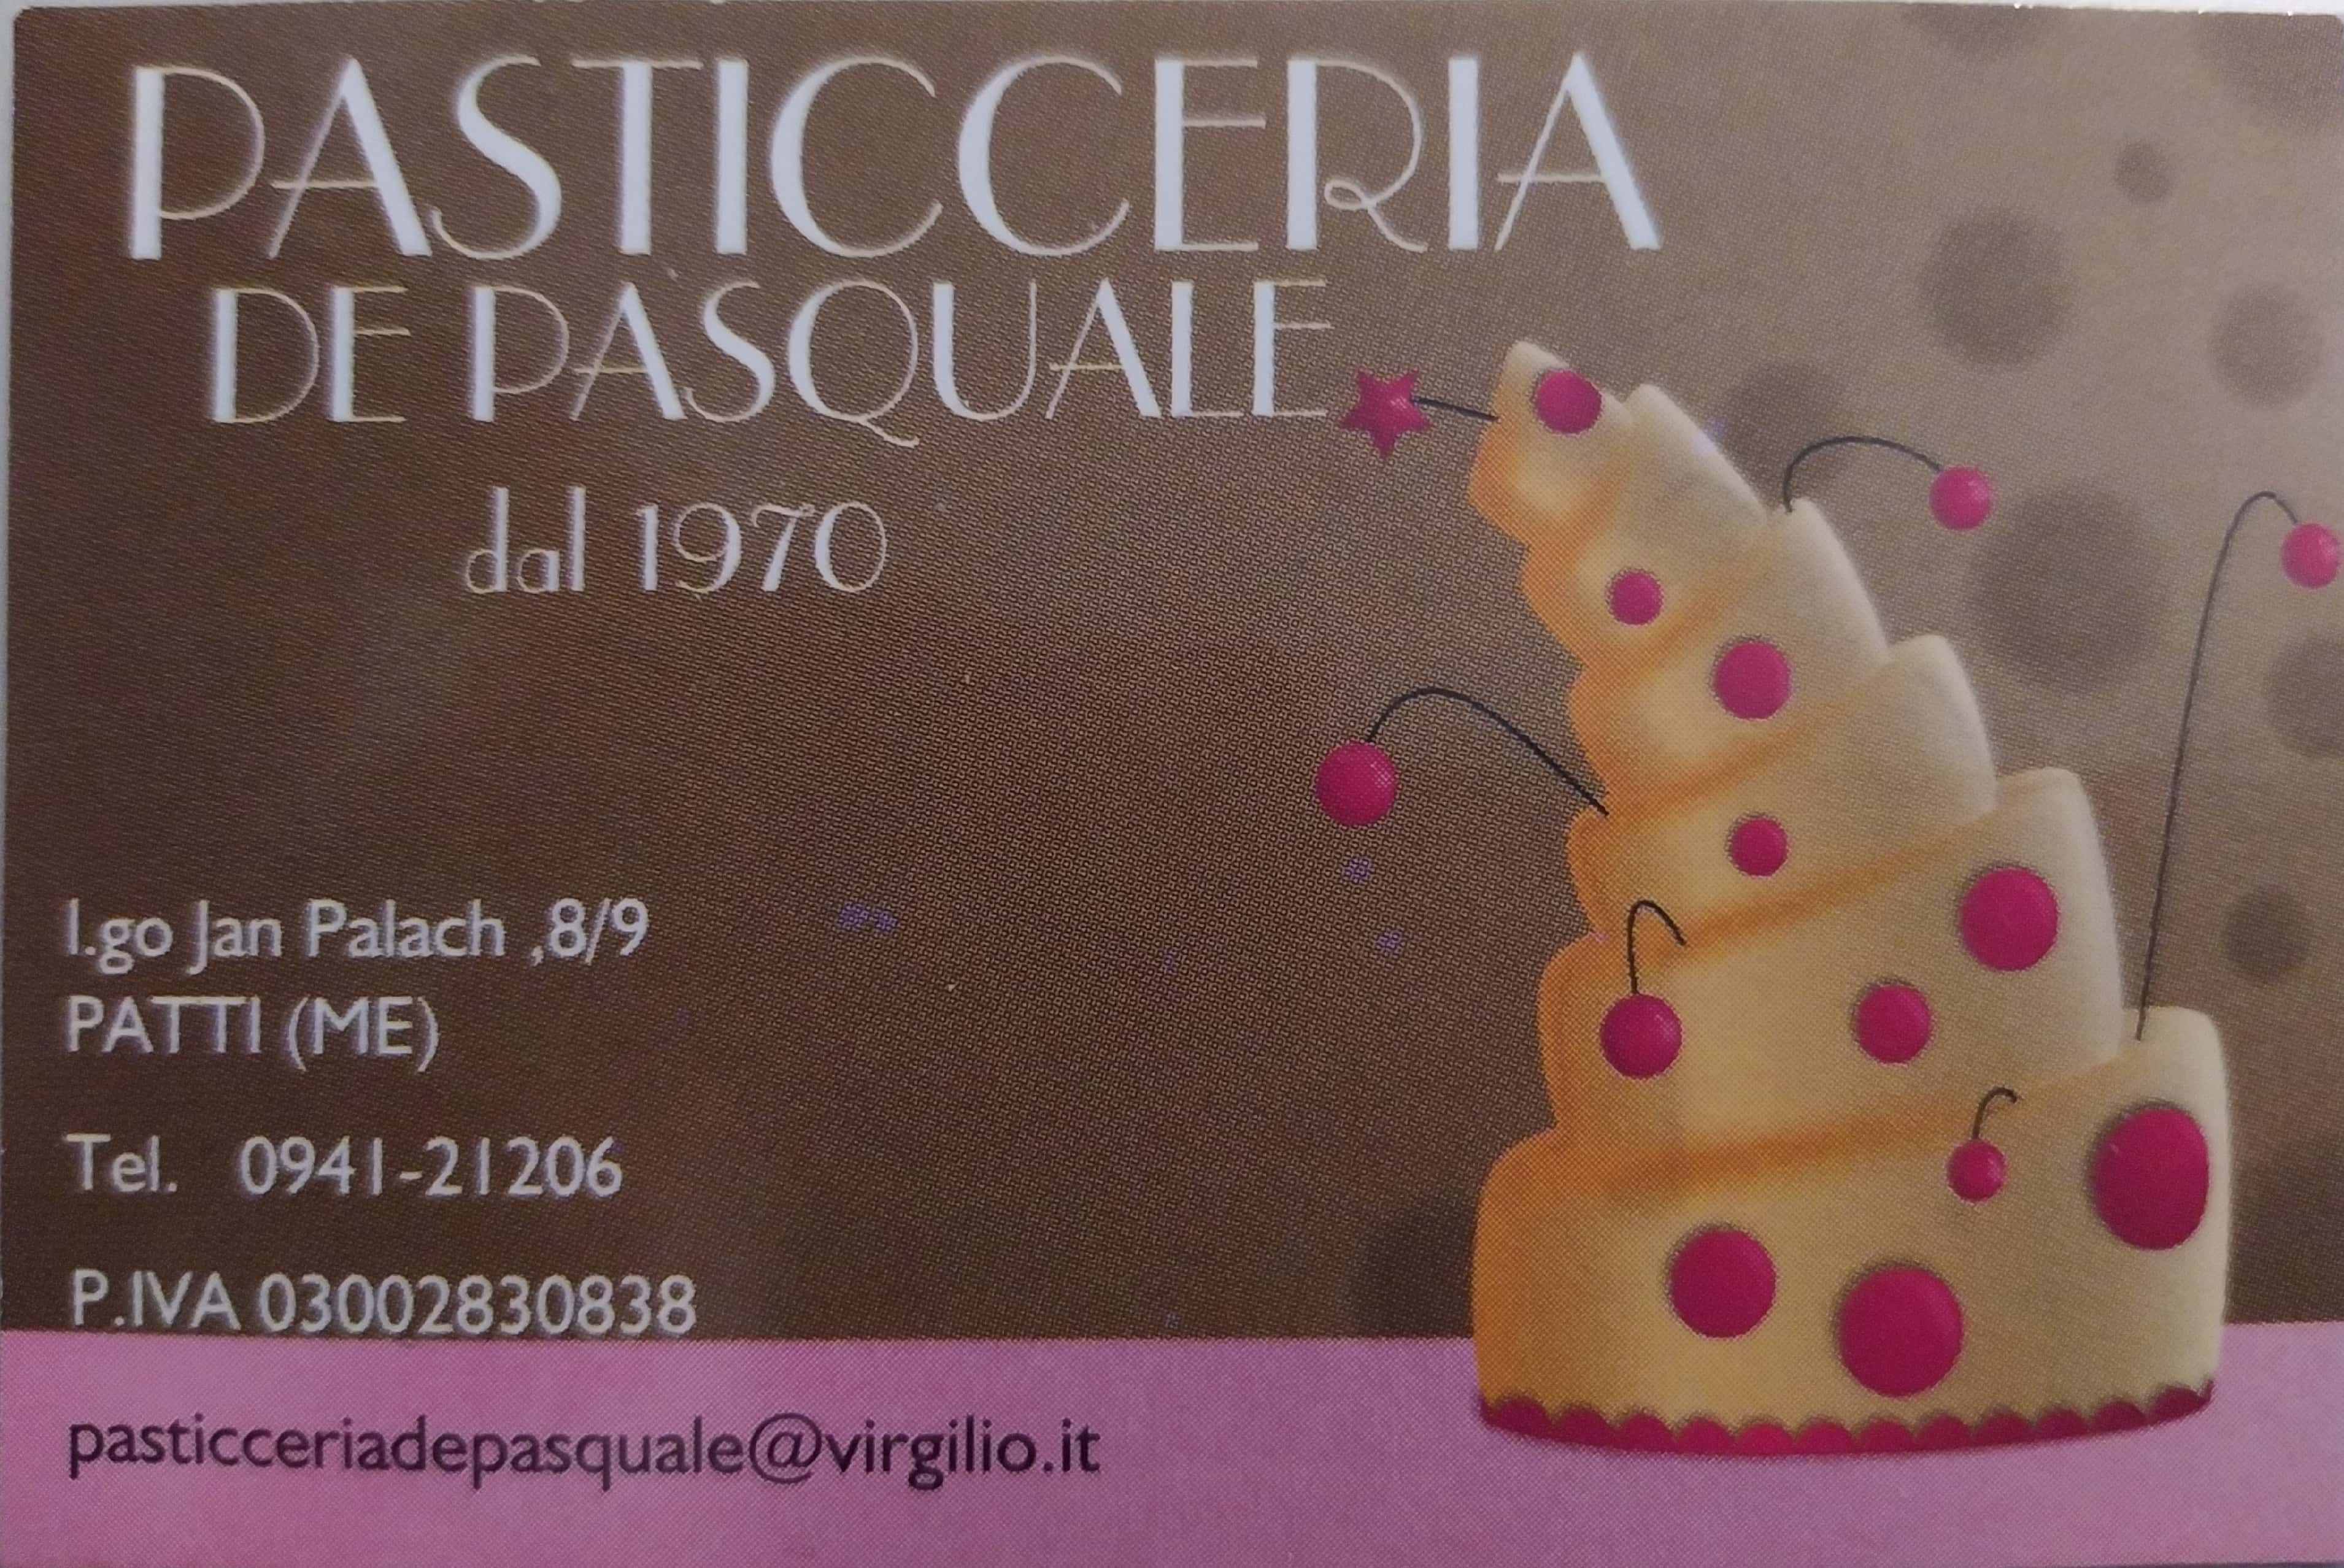 PASTICCERIA
DE PASQUALE
dal 1970
l.go Jan Palach ,8/9
PATTI (ME)
Tel. 0941-21206
P.IVA 03002830838
pasticceriadepasquale@virgilio.it